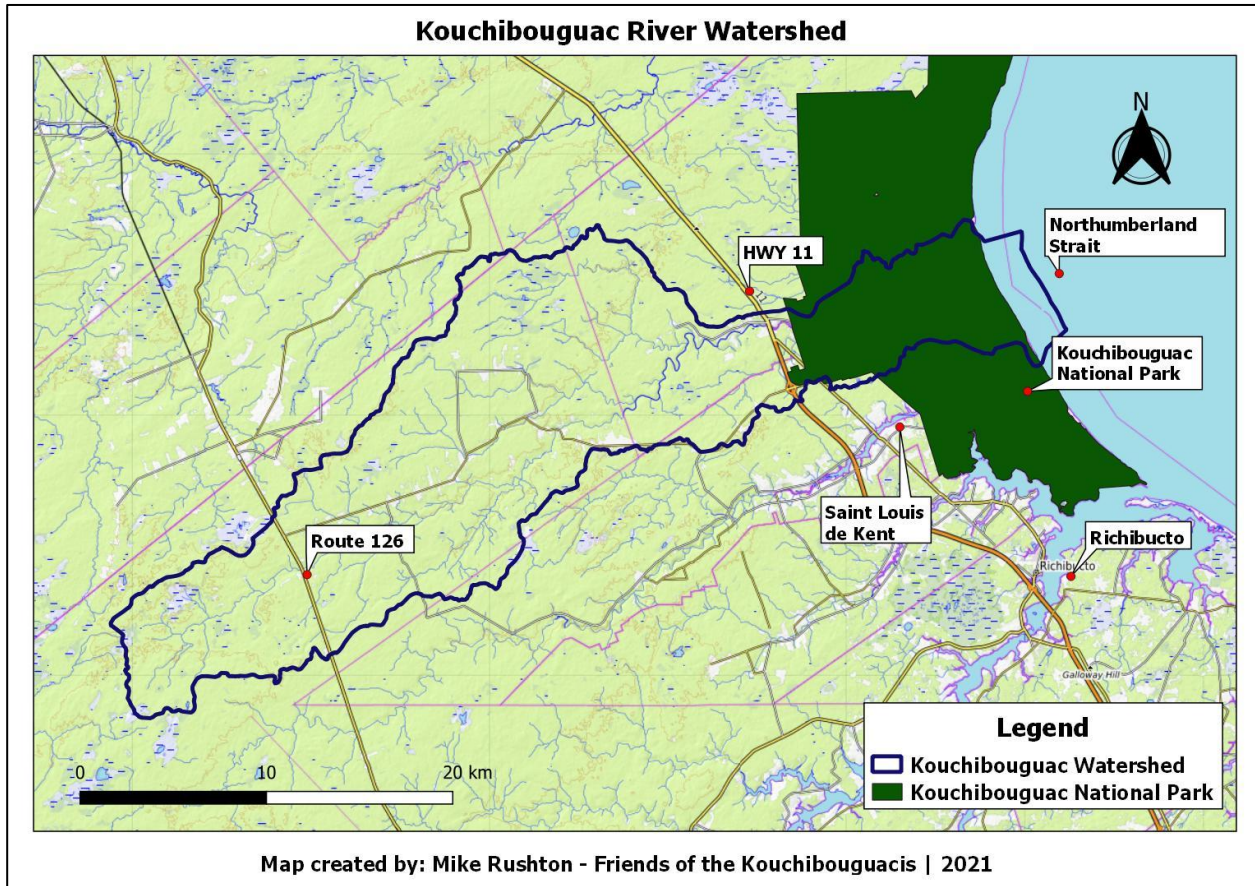 Kouchibouguac River Watershed
N
Northumberland
Strait
HWY 11
11
Kouchibouguac
National Park
Saint Louis
de Kent
Route 126
Richibucto
Richibucto
Galloway Hill
Legend
Kouchibouguac Watershed
Kouchibouguac National Park
0 10 20 km
Map created by: Mike Rushton - Friends of the Kouchibouguacis | 2021